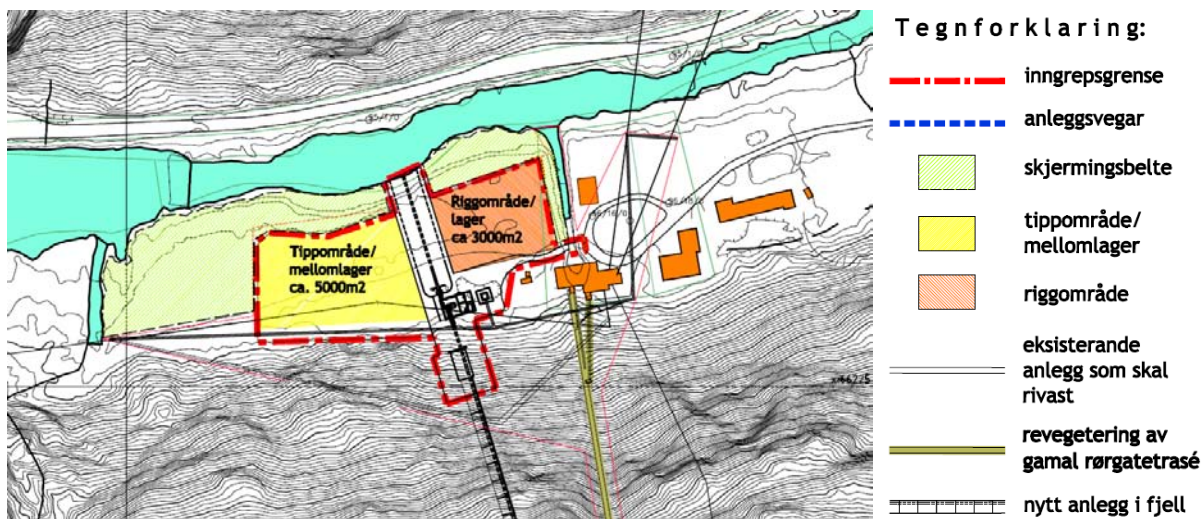 Riggområde/
lager
ca 3000m2
Tippområde/
mellomlager
ca. 5000m2
Tegnforklaring:
inngrepsgrense
anleggsvegar
skjermingsbelte
tippområde/
mellomlager
riggområde
eksisterande
anlegg som skal
rivast
revegetering av
gamal rørgatetrasé
nytt anlegg i fjell